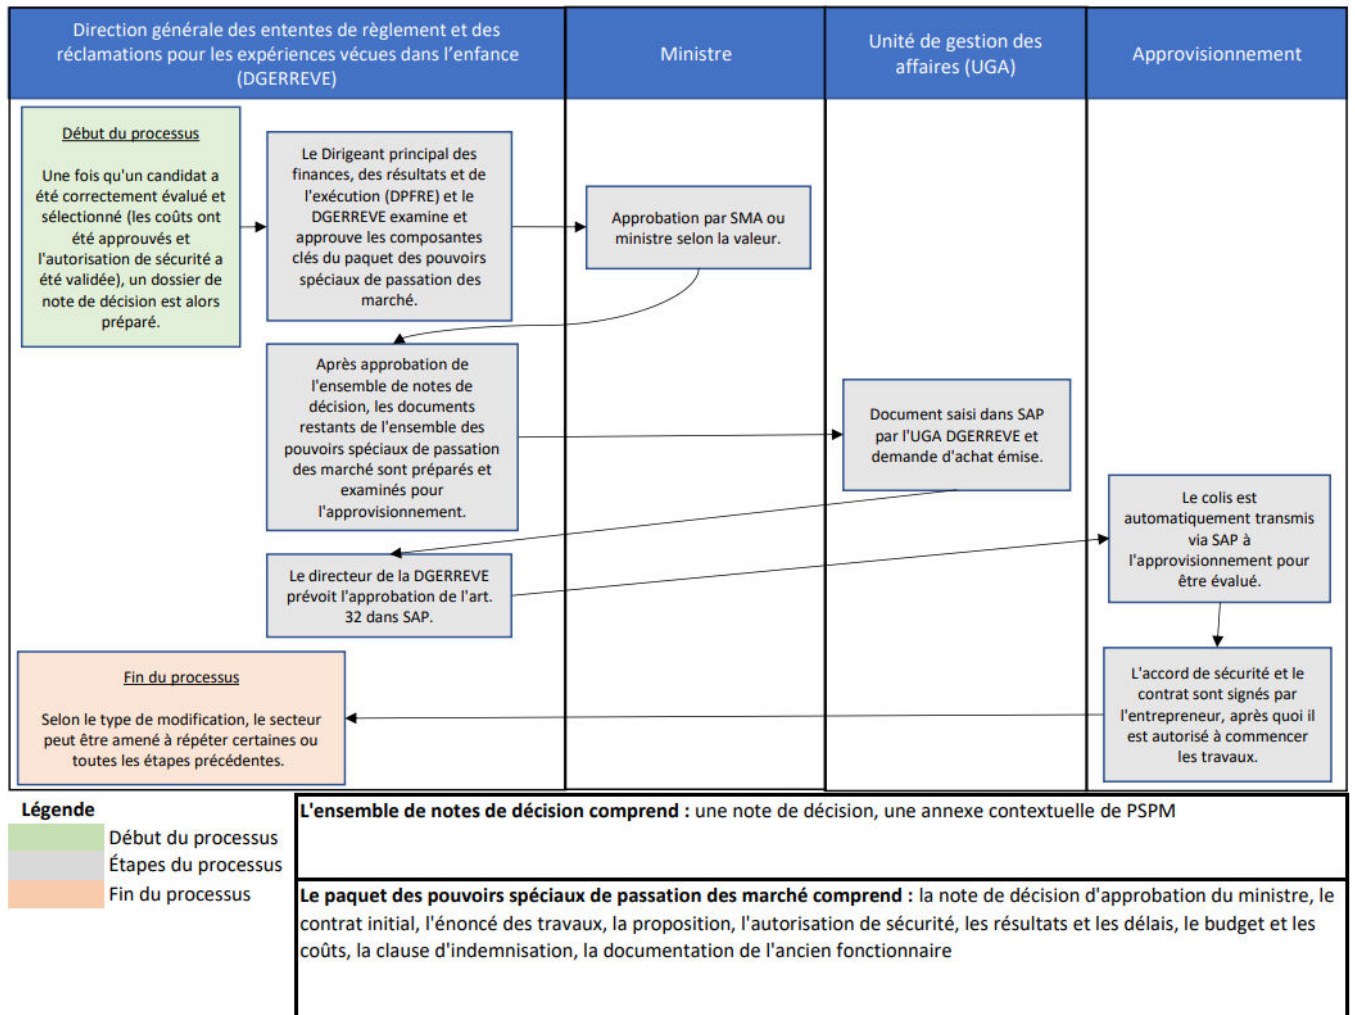 Direction générale des ententes de règlement et des
réclamations pour les expériences vécues dans l'enfance
(DGERREVE)
Ministre
Unité de gestion des
affaires (UGA)
Approvisionnement
Début du processus
Une fois qu'un candidat a
été correctement évalué et
sélectionné (les coûts ont
été approuvés et
l'autorisation de sécurité a
été validée), un dossier de
note de décision est alors
préparé.
Le Dirigeant principal des
finances, des résultats et de
l'exécution (DPFRE) et le
DGERREVE examine et
approuve les composantes
clés du paquet des pouvoirs
spéciaux de passation des
marché.
Approbation par SMA ou
ministre selon la valeur.
Après approbation de
l'ensemble de notes de
décision, les documents
restants de l'ensemble des
pouvoirs spéciaux de passation
des marché sont préparés et
examinés pour
l'approvisionnement.
Document saisi dans SAP
par l'UGA DGERREVE et
demande d'achat émise.
Le directeur de la DGERREVE
prévoit l'approbation de l'art.
32 dans SAP.
Le colis est
automatiquement transmis
via SAP à
l'approvisionnement pour
être évalué.
L'accord de sécurité et le
contrat sont signés par
l'entrepreneur, après quoi il
est autorisé à commencer
les travaux.
Fin du processus
Selon le type de modification, le secteur
peut être amené à répéter certaines ou
toutes les étapes précédentes.
Légende
Début du processus
Étapes du processus
Fin du processus
L'ensemble de notes de décision comprend : une note de décision, une annexe contextuelle de PSPM
Le paquet des pouvoirs spéciaux de passation des marché comprend : la note de décision d'approbation du ministre, le
contrat initial, l'énoncé des travaux, la proposition, l'autorisation de sécurité, les résultats et les délais, le budget et les
coûts, la clause d'indemnisation, la documentation de l'ancien fonctionnaire